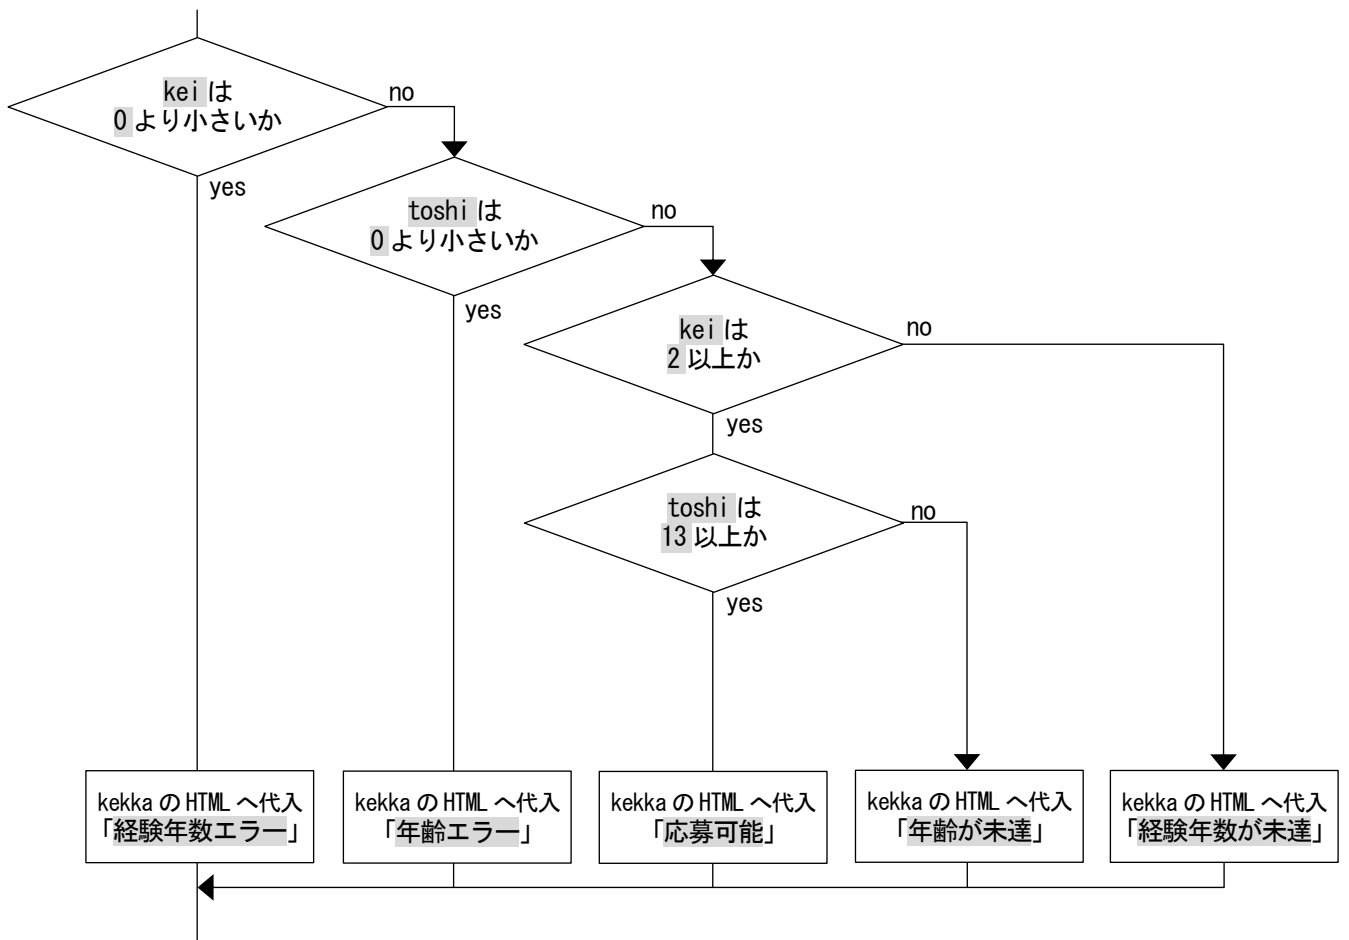 kei は
0 より小さいか
no
yes
toshi は
0 より小さいか
no
yes
kei は
2 以上か
no
yes
toshi は
13 以上か
no
yes
kekka の HTML へ代入
「経験年数エラー」
kekka の HTML へ代入
「年齢エラー」
kekka の HTML へ代入
「応募可能」
kekka の HTML へ代入
「年齢が未達」
kekka の HTML へ代入
「経験年数が未達」